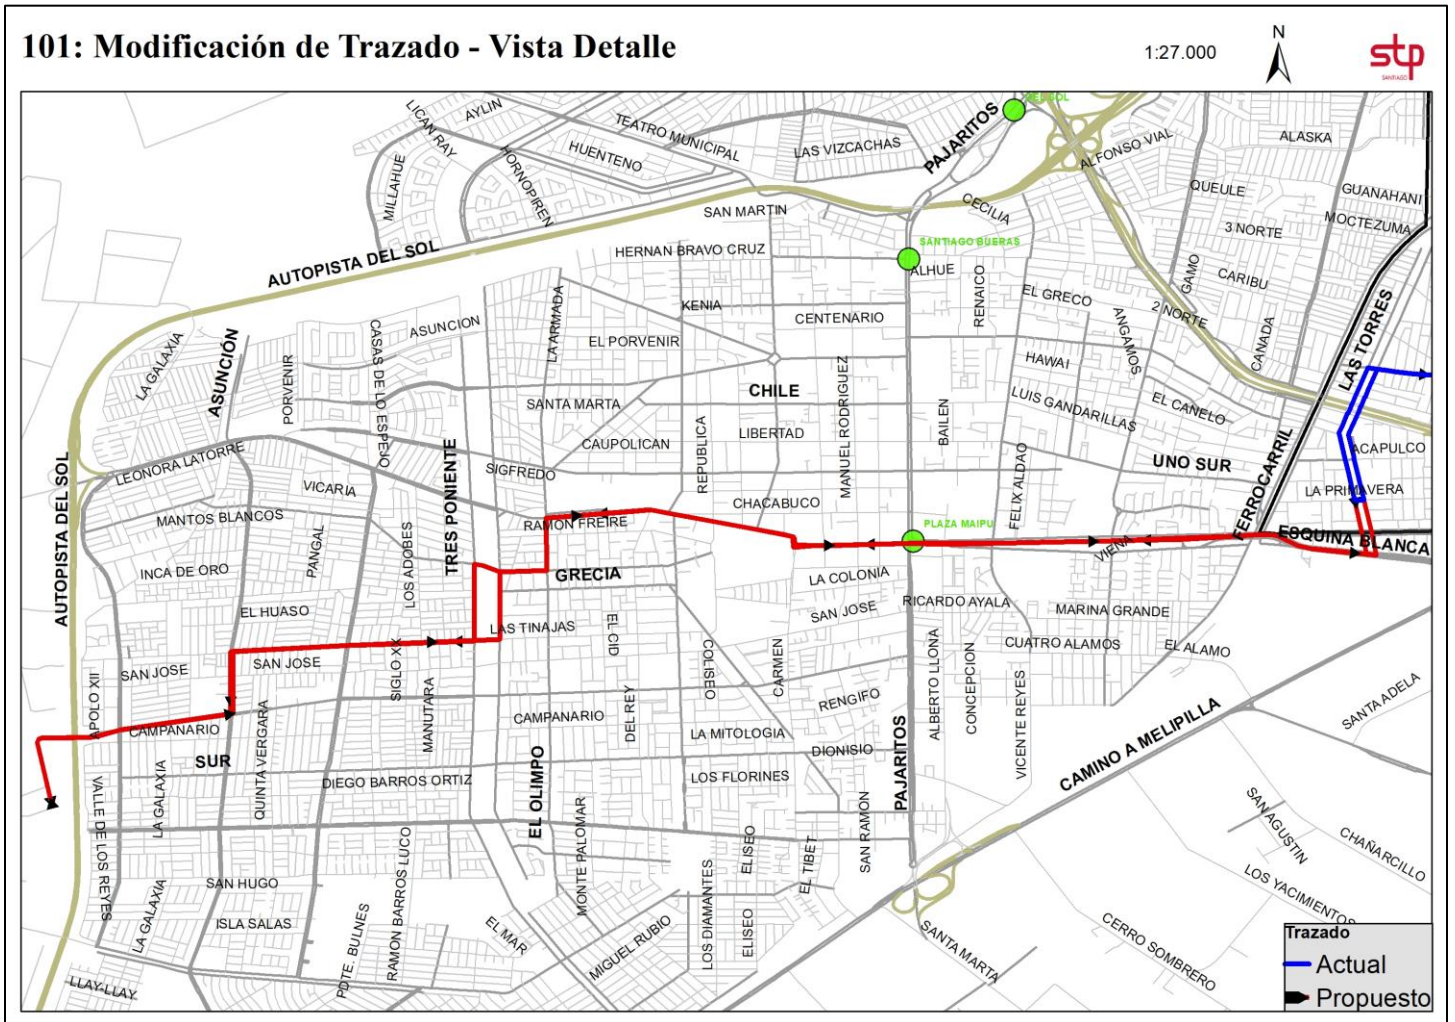 101: Modificación de Trazado - Vista Detalle
1:27.000
N
stp
SANTIAGO
DEL SOL
AYLIN
LICAN RAY
TEATRO MUNICIPAL
PAJARITOS
ALASKA
HUENTENO
LAS VIZCACHAS
ALFONSO VIAL
HORNOPIREN
MILLAHUE
QUEULE
GUANAHANI
CECILIA
SAN MARTIN
MOCTEZUMA
3 NORTE
AUTOPISTA DEL SOL
HERNAN BRAVO CRUZ
SANTIAGO BUERAS
ALHUE
GAMO
CARIBU
RENAICO
EL GRECO
KENIA
LA ARMADA
CENTENARIO
2 NORTE
LAS TORRES
ASUNCION
ANGAMOS
CANADA
EL PORVENIR
LA GALAXIA
ASUNCIÓN
PORVENIR
CASAS DE LO ESPEJO
HAWAI
CHILE
MANUEL RODRIGUEZ
LUIS GANDARILLAS
EL CANELO
SANTA MARTA
BAILEN
LIBERTAD
CAUPOLICAN
REPUBLICA
ACAPULCO
LEONORA LATORRE
TRES PONIENTE
SIGFREDO
UNO SUR
FERROCARRIL
VICARIA
LA PRIMAVERA
FELIX ALDAO
CHACABUCO
AUTOPISTA DEL SOL
MANTOS BLANCOS
RAMON FREIRE
PLAZA MAIPU
ESQUINA BLANCA
PANGAL
LOS ADOBES
VIENA
INCA DE ORO
GRECIA
LA COLONIA
EL HUASO
SAN JOSE
RICARDO AYALA
MARINA GRANDE
LAS TINAJAS
EL CID
CUATRO ALAMOS
EL ALAMO
SAN JOSE
SAN JOSE
SIGLO XX
COLISEO
CARMEN
ALBERTO LLONA
CONCEPCION
APOLO XII
RENGIFO
SANTA ADELA
MANUTARA
CAMPANARIO
DEL REY
VICENTE REYES
CAMPANARIO
QUINTA VERGARA
LA MITOLOGIA
DIONISIO
CAMINO A MELIPILLA
SUR
PAJARITOS
LOS FLORINES
DIEGO BARROS ORTIZ
EL OLIMPO
VALLE DE LOS REYES
LA GALAXIA
MONTE PALOMAR
SAN RAMON
SAN AGUSTIN
CHAÑARCILLO
ELISEO
EL TIBET
RAMON BARROS LUCO
SAN HUGO
LOS YACIMIENTOS
LA GALAXIA
ISLA SALAS
PDTE. BULNES
EL MAR
MIGUEL RUBIO
LOS DIAMANTES
ELISEO
SANTA MARTA
CERRO SOMBRERO
LLAY-LLAY
Trazado
Actual
Propuesto